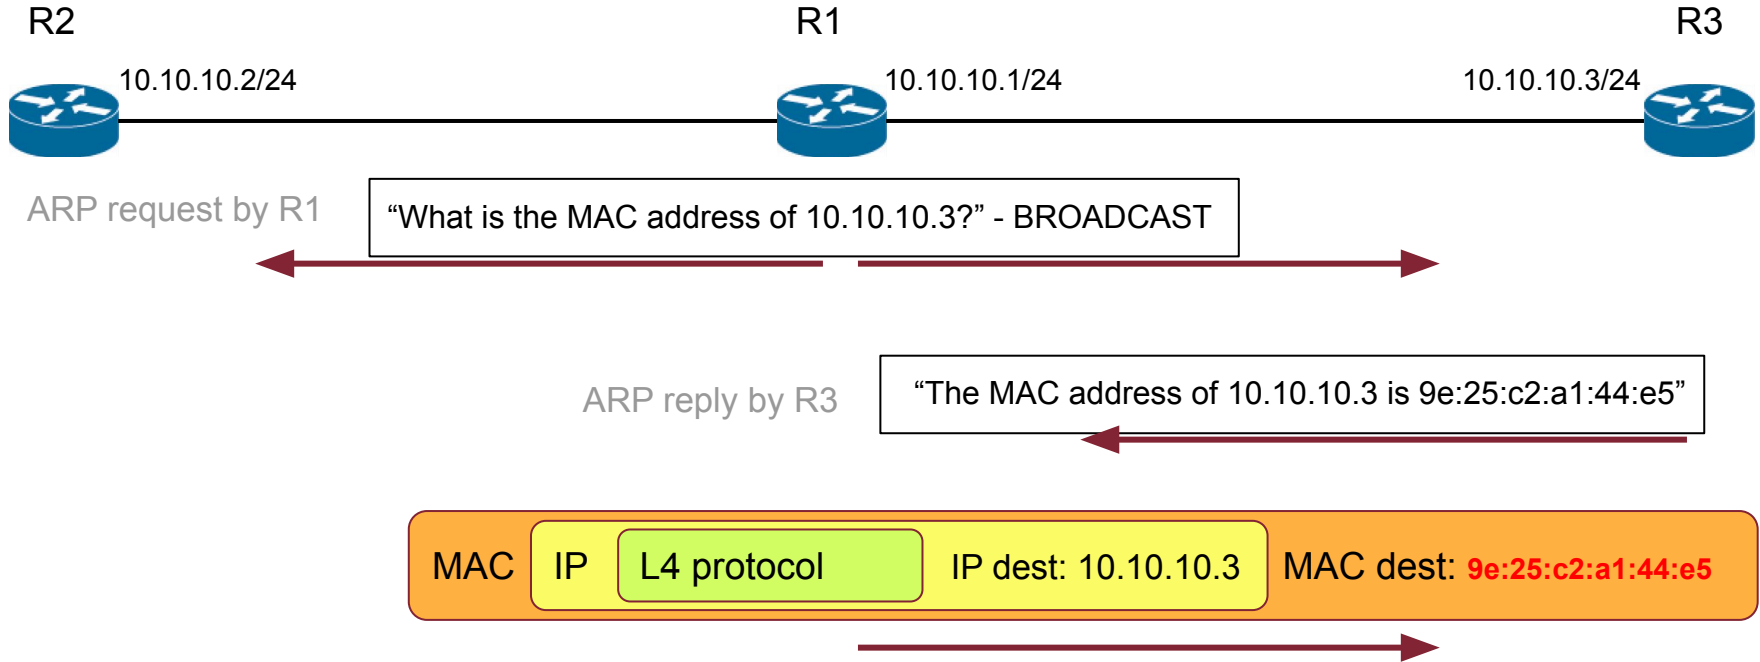 R2 R1 R3
10.10.10.2/24 10.10.10.1/24 10.10.10.3/24
ARP request by R1
“What is the MAC address of 10.10.10.3?” - BROADCAST
ARP reply by R3
“The MAC address of 10.10.10.3 is 9e:25:c2:a1:44:e5”
MAC IP L4 protocol IP dest: 10.10.10.3 MAC dest: 9e:25:c2:a1:44:e5